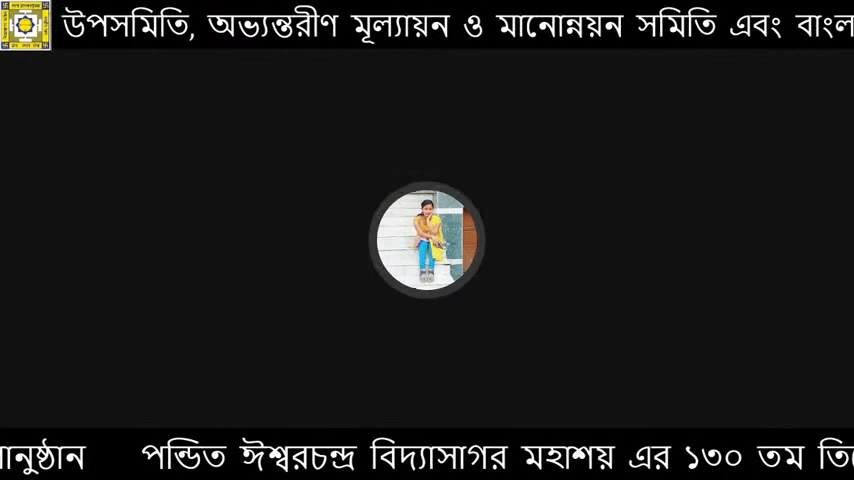 উপসমিতি, অভ্যন্তরীণ মূল্যায়ন ও মানোন্নয়ন সমিতি এবং
পন্ডিত ঈশ্বরচন্দ্র বিদ্যাসাগর মহাশয় এর ১৩০ তম